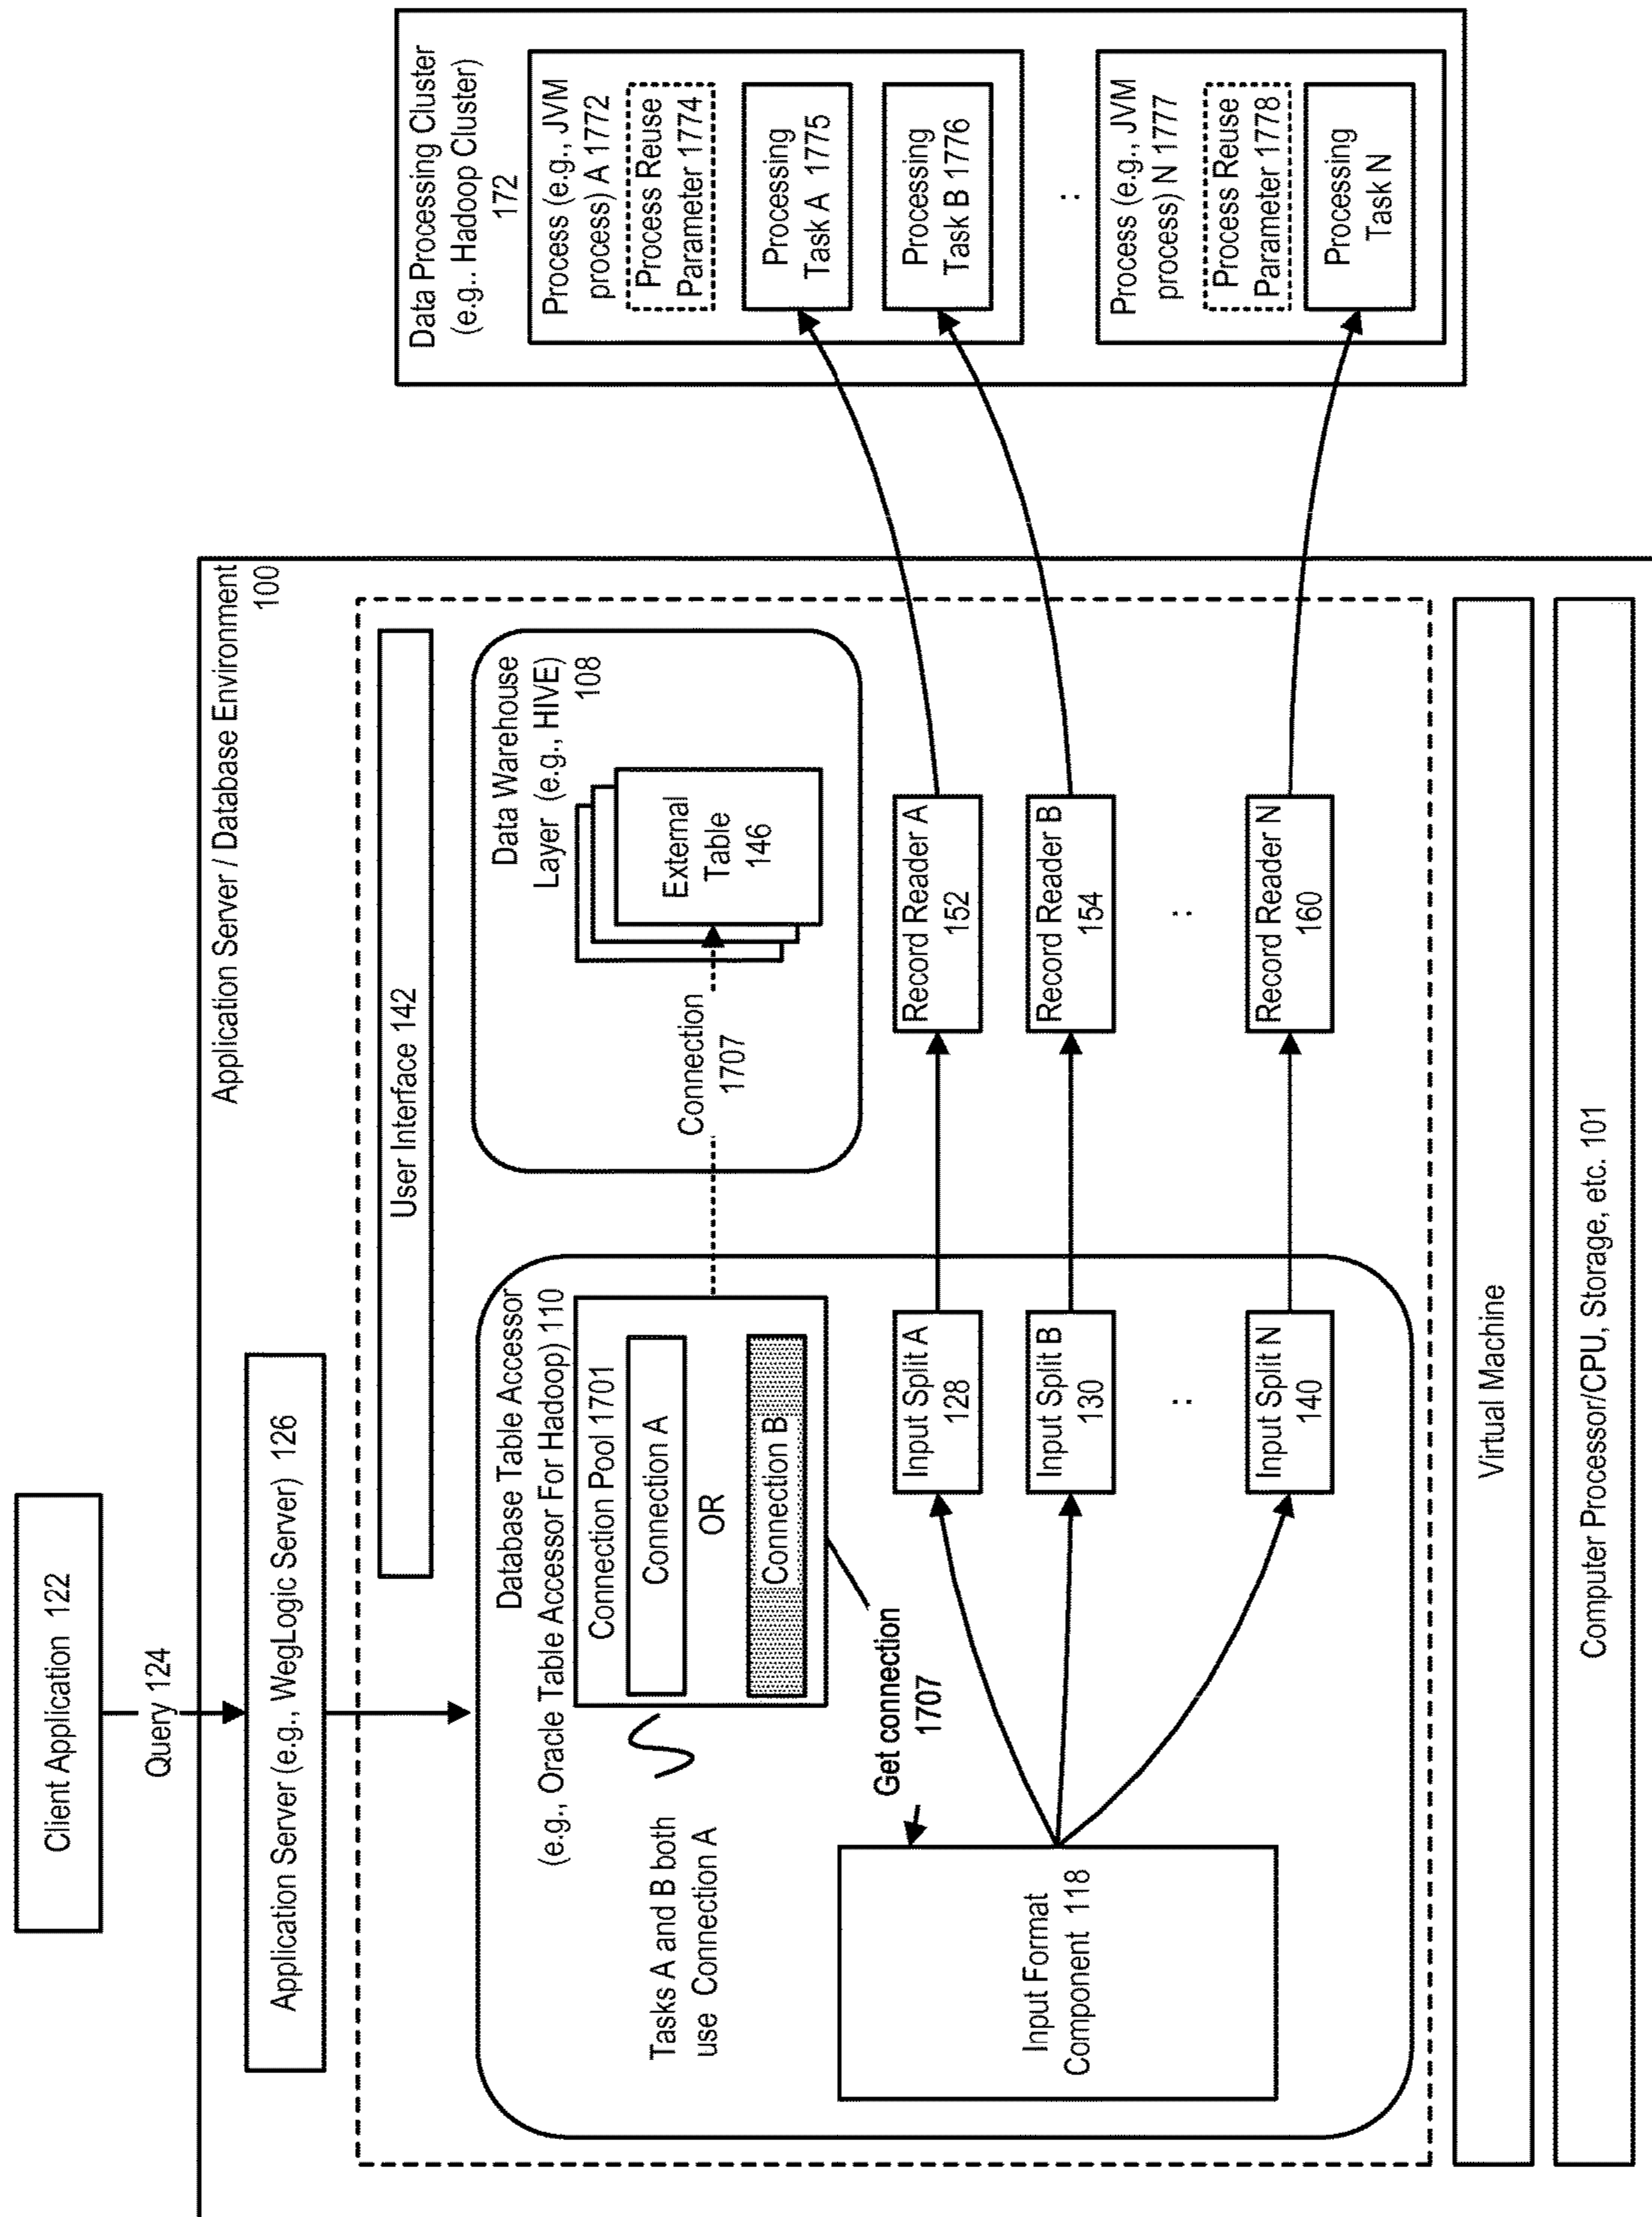 Client Application 122
Query 124
Application Server (e.g., WegLogic Server) 126
Application Server / Database Environment
100
User Interface 142
Database Table Accessor
(e.g., Oracle Table Accessor For Hadoop) 110
Connection Pool 1701
Connection A
OR
Connection B
Tasks A and B both
use Connection A
Get connection
1707
Input Format
Component 118
Input Split A
128
Input Split B
130
:
Input Split N
140
Data Warehouse
Layer (e.g., HIVE)
108
External
Table
146
Connection
1707
Record Reader A
152
Record Reader B
154
:
Record Reader N
160
Virtual Machine
Computer Processor/CPU, Storage, etc. 101
Data Processing Cluster
(e.g.. Hadoop Cluster)
172
Process (e.g., JVM
process) A 1772
Process Reuse
Parameter 1774
Processing
Task A 1775
Processing
Task B 1776
:
Process (e.g., JVM
process) N 1777
Process Reuse
Parameter 1778
Processing
Task N